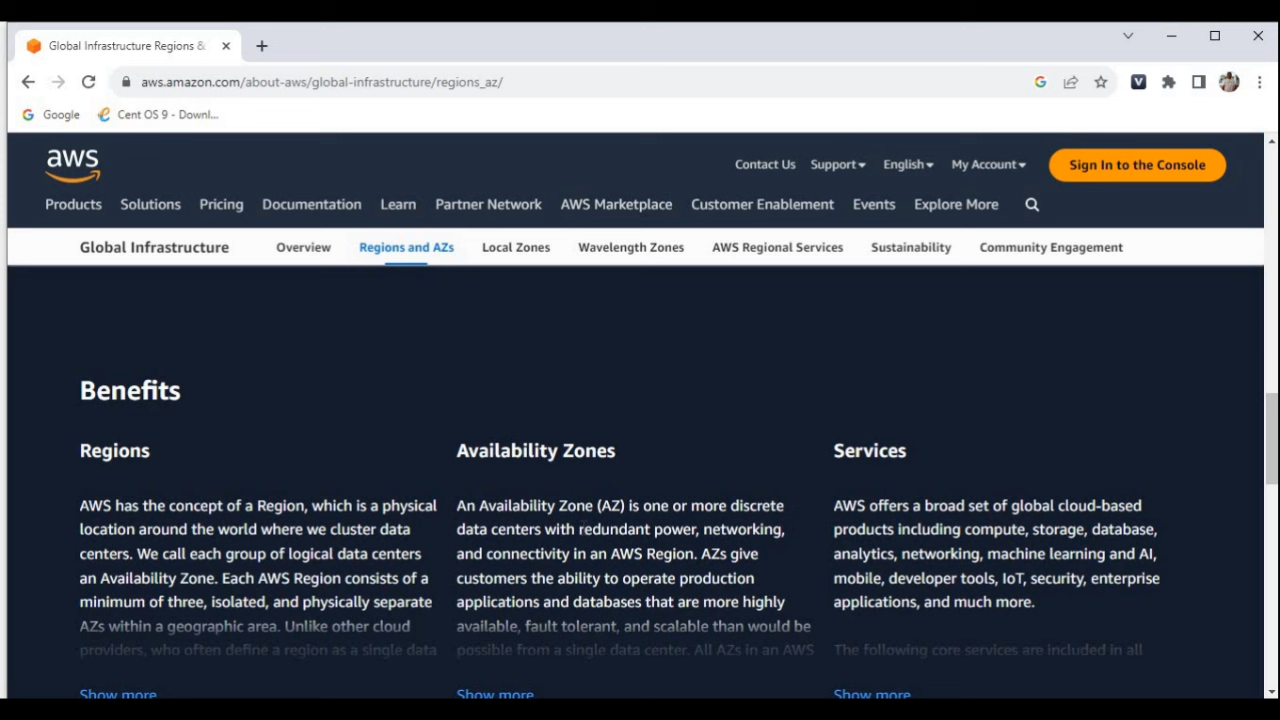 Global Infrastructure Regions &
aws.amazon.com/about-aws/global-infrastructure/regions_az/
Google
Cent OS 9 - Downl...
aws
Contact Us Support English My Account Sign In to the Console
Products Solutions Pricing Documentation Learn Partner Network AWS Marketplace Customer Enablement Events Explore More
Global Infrastructure Overview Regions and AZs Local Zones Wavelength Zones AWS Regional Services Sustainability Community Engagement
Benefits
Regions
AWS has the concept of a Region, which is a physical
location around the world where we cluster data
centers. We call each group of logical data centers
an Availability Zone. Each AWS Region consists of a
minimum of three, isolated, and physically separate
AZs within a geographic area. Unlike other cloud
providers, who often define a region as a single data
Show more
Availability Zones
An Availability Zone (AZ) is one or more discrete
data centers with redundant power, networking,
and connectivity in an AWS Region. AZs give
customers the ability to operate production
applications and databases that are more highly
available, fault tolerant, and scalable than would be
possible from a single data center. All AZs in an AWS
Show more
Services
AWS offers a broad set of global cloud-based
products including compute, storage, database,
analytics, networking, machine learning and AI,
mobile, developer tools, IoT, security, enterprise
applications, and much more.
The following core services are included in all
Show more